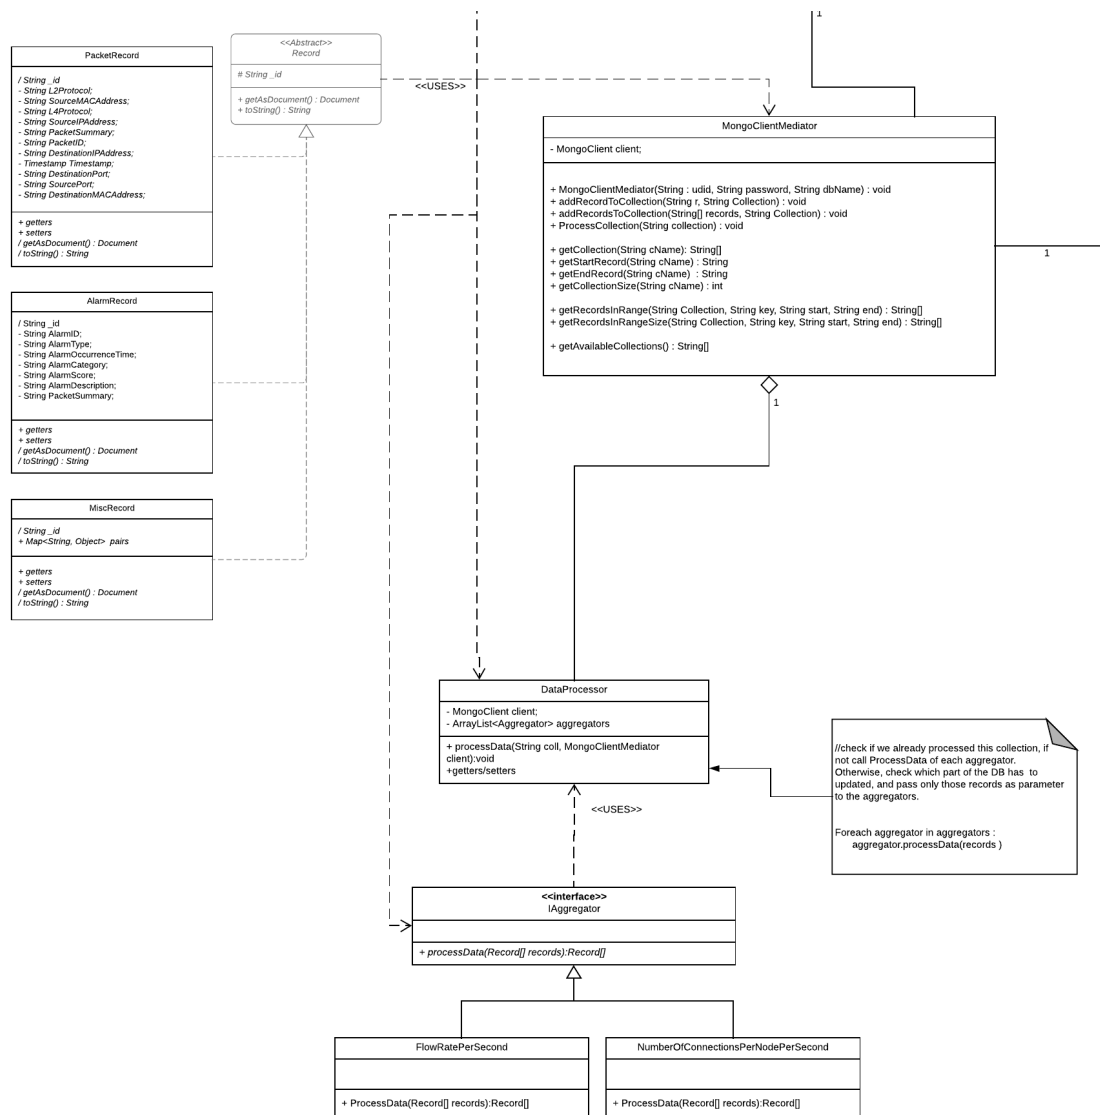 1
PacketRecord
/ String _id
- String L2Protocol;
- String SourceMACAddress;
- String L4Protocol;
- String SourceIPAddress;
- String PacketSummary;
- String PacketID;
- String DestinationIPAddress;
- Timestamp Timestamp;
- String DestinationPort;
- String SourcePort;
- String DestinationMACAddress;
+ getters
+ setters
/ getAsDocument() : Document
/ toString() : String
<<Abstract>>
Record
# String _id
+ getAsDocument() : Document
+ toString() : String
<<USES>>
MongoClientMediator
- MongoClient client;
+ MongoClientMediator(String : udid, String password, String dbName) : void
+ addRecordToCollection(String r, String Collection) : void
+ addRecordsToCollection(String[] records, String Collection) : void
+ ProcessCollection(String collection) : void
+ getCollection(String cName): String[]
+ getStartRecord(String cName) : String
+ getEndRecord(String cName)  : String
+ getCollectionSize(String cName) : int
+ getRecordsInRange(String Collection, String key, String start, String end) : String[]
+ getRecordsInRangeSize(String Collection, String key, String start, String end) : String[]
+ getAvailableCollections() : String[]
1
1
AlarmRecord
/ String _id
- String AlarmID;
- String AlarmType;
- String AlarmOccurrenceTime;
- String AlarmCategory;
- String AlarmScore;
- String AlarmDescription;
- String PacketSummary;
+ getters
+ setters
/ getAsDocument() : Document
/ toString() : String
MiscRecord
/ String _id
+ Map<String, Object>  pairs
+ getters
+ setters
/ getAsDocument() : Document
/ toString() : String
DataProcessor
- MongoClient client;
- ArrayList<Aggregator> aggregators
+ processData(String coll, MongoClientMediator
client):void
+getters/setters
//check if we already processed this collection, if
not call ProcessData of each aggregator.
Otherwise, check which part of the DB has  to
updated, and pass only those records as parameter
to the aggregators.
Foreach aggregator in aggregators :
aggregator.processData(records )
<<USES>>
<<interface>>
IAggregator
+ processData(Record[] records):Record[]
FlowRatePerSecond
+ ProcessData(Record[] records):Record[]
NumberOfConnectionsPerNodePerSecond
+ ProcessData(Record[] records):Record[]